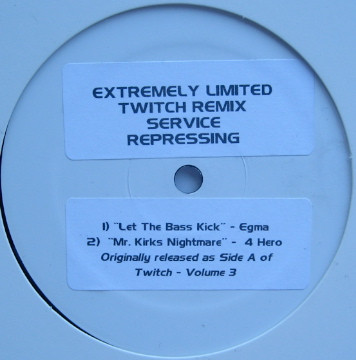 EXTREMELY LIMITED
TWITCH REMIX
SERVICE
REPRESSING
1) "Let The Bass Kick" - Egma
2) "Mr. Kirks Nightmare" - 4 Hero
Originally released as Side A of
Twitch - Volume 3